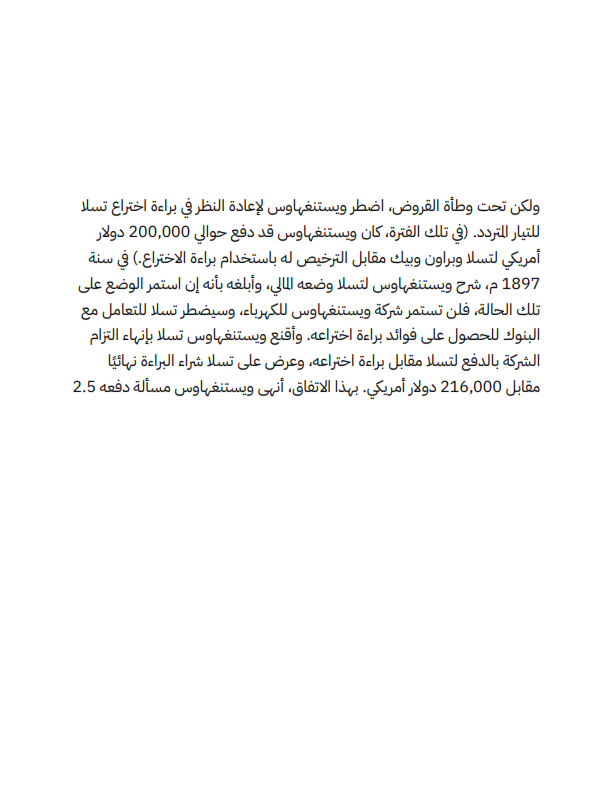 ولكن تحت وطأة القروض، اضطر ويستنغهاوس لإعادة النظر في براءة اختراع تسلا
للتيار المتردد. (في تلك الفترة، كان ويستنغهاوس قد دفع حوالي 200,000 دولار
أمريكي لتسلا وبراون وبيك مقابل الترخيص له باستخدام براءة الاختراع.) في سنة
1897 م، شرح ويستنغهاوس لتسلا وضعه المالي، وأبلغه بأنه إن استمر الوضع على
تلك الحالة، فلن تستمر شركة ويستنغهاوس للكهرباء، وسيضطر تسلا للتعامل مع
البنوك للحصول على فوائد براءة اختراعه. وأقنع ويستنغهاوس تسلا بإنهاء التزام
الشركة بالدفع لتسلا مقابل براءة اختراعه، وعرض على تسلا شراء البراءة نهائيًا
مقابل 216,000 دولار أمريكي. بهذا الاتفاق، أنهى ويستنغهاوس مسألة دفعه 2.5